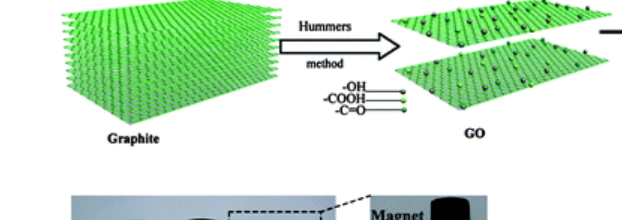 Hummers
method
-OH
-COOH
-C=O
Graphite
GO
Magnet